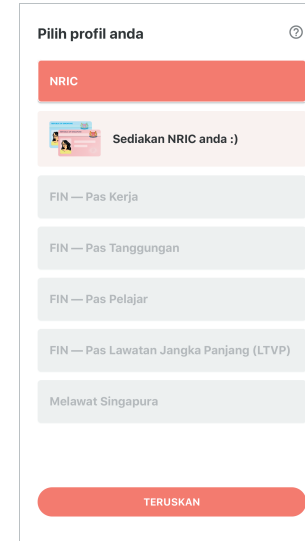 Pilih profil anda
NRIC
Sediakan NRIC anda :)
FIN — Pas Kerja
FIN — Pas Tanggungan
FIN — Pas Pelajar
FIN — Pas Lawatan Jangka Panjang (LTVP)
Melawat Singapura
TERUSKAN